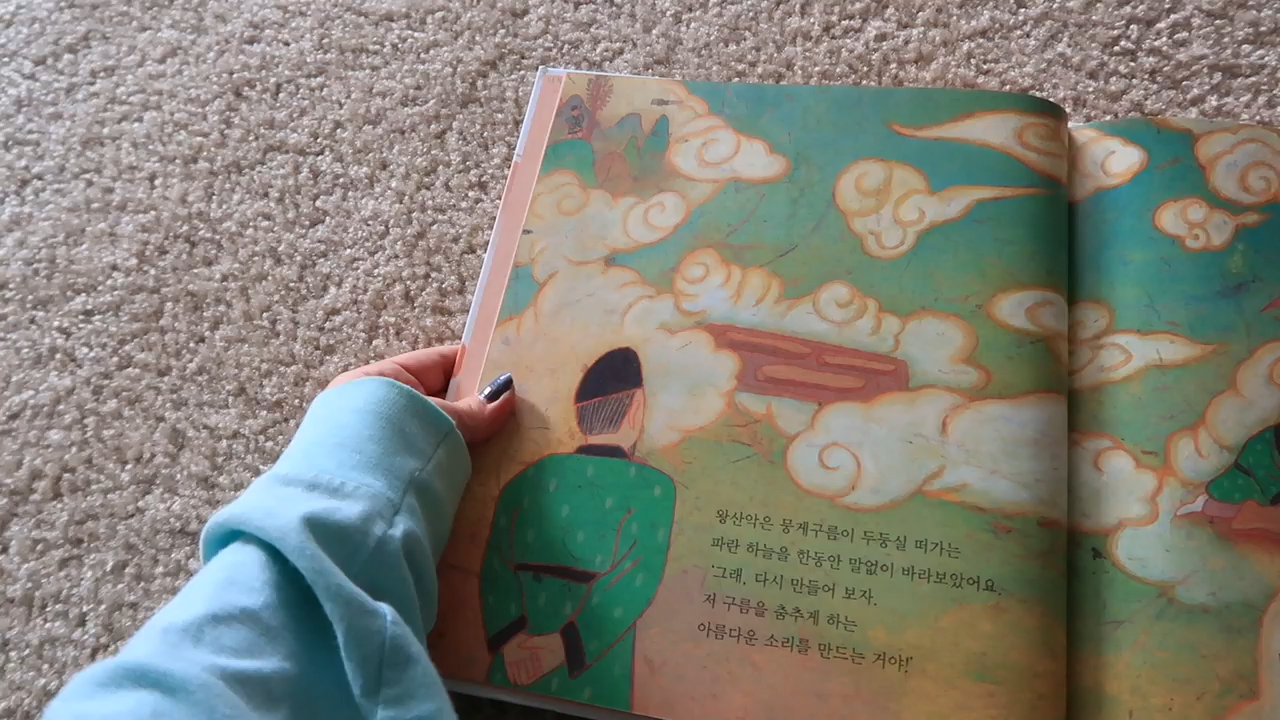 왕산악은 뭉게구름이 두둥실 떠가는
파란 하늘을 한동안 말없이 바라보았어요.
'그래, 다시 만들어 보자.
저 구름을 춤추게 하는
아름다운 소리를 만드는 거야!'